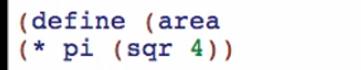 (define (area
(* pi (sqr 4))